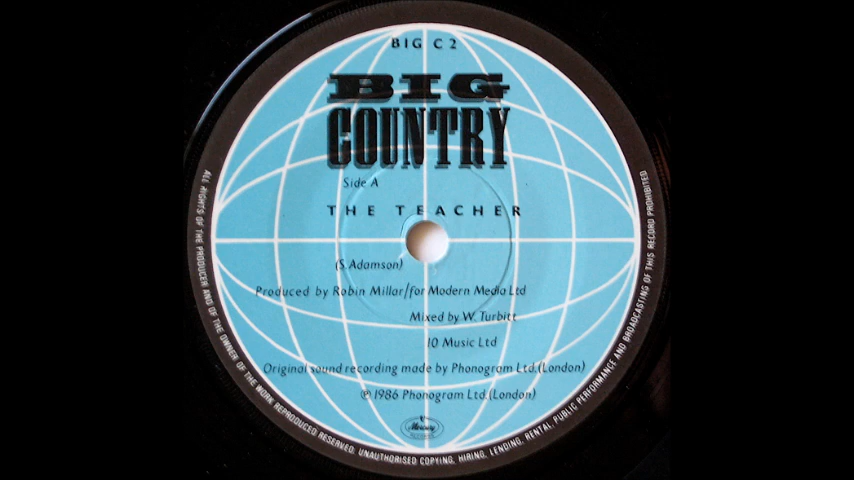 BIG C 2
BIG
COUNTRY
Side A
THE TEACHER
(S. Adamson)
Produced by Robin Millar/for Modern Media Ltd
Mixed by W. Turbitt
10 Music Ltd
Original sound recording made by Phonogram Ltd.(London)
℗ 1986 Phonogram Ltd.(London)
Mercury
ALL RIGHTS OF THE PRODUCER AND OF THE OWNER OF THE WORK REPRODUCED RESERVED. UNAUTHORISED COPYING, HIRING, LENDING, RENTAL, PUBLIC PERFORMANCE AND BROADCASTING OF THIS RECORD PROHIBITED